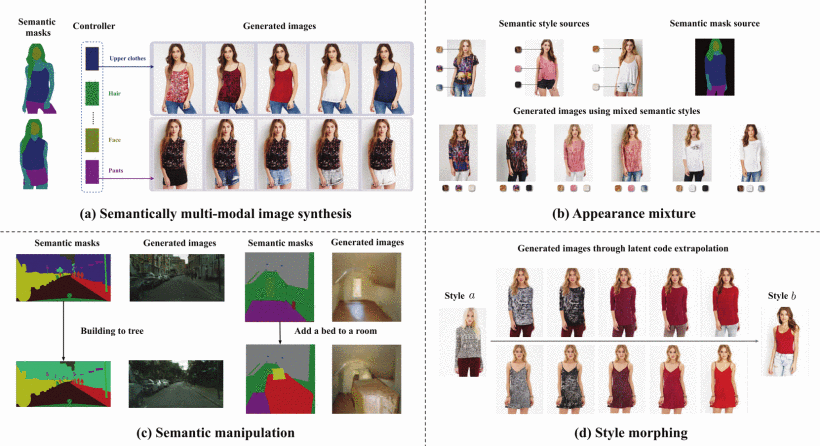 Semantic masks
Controller
Generated images
Upper clothes
Hair
Face
Pants
(a) Semantically multi-modal image synthesis
Semantic style sources
Semantic mask source
Generated images using mixed semantic styles
(b) Appearance mixture
Semantic masks
Generated images
Semantic masks
Generated images
Building to tree
Add a bed to a room
(c) Semantic manipulation
Generated images through latent code extrapolation
Style a
Style b
(d) Style morphing